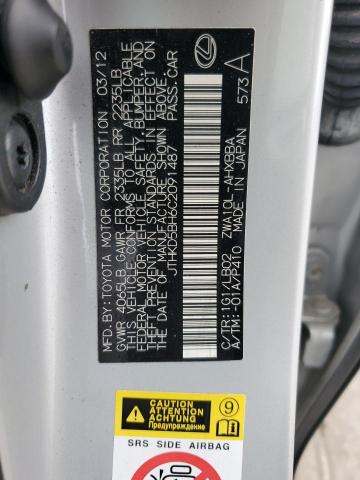 MFD.BY:TOYOTA MOTOR CORPORATION 03/12
GVWR 4065LB GAWR FR 2335LB RR 2235LB
THIS VEHICLE CONFORMS TO ALL APPLICABLE
FEDERAL MOTOR VEHICLE SAFETY, BUMPER, AND
THEFT PREVENTION STANDARDS IN EFFECT ON THE
DATE OF MANUFACTURE SHOWN ABOVE.
JTHKD5BH6C2091487 PASS.CAR
C/TR:1G1/LB02 ZWA10L-AHXBBA
A/TM:-01A/P410 MADE IN JAPAN
573 A
CAUTION
ATTENTION
ACHTUNG
Предупреждение
9
SRS SIDE AIRBAG